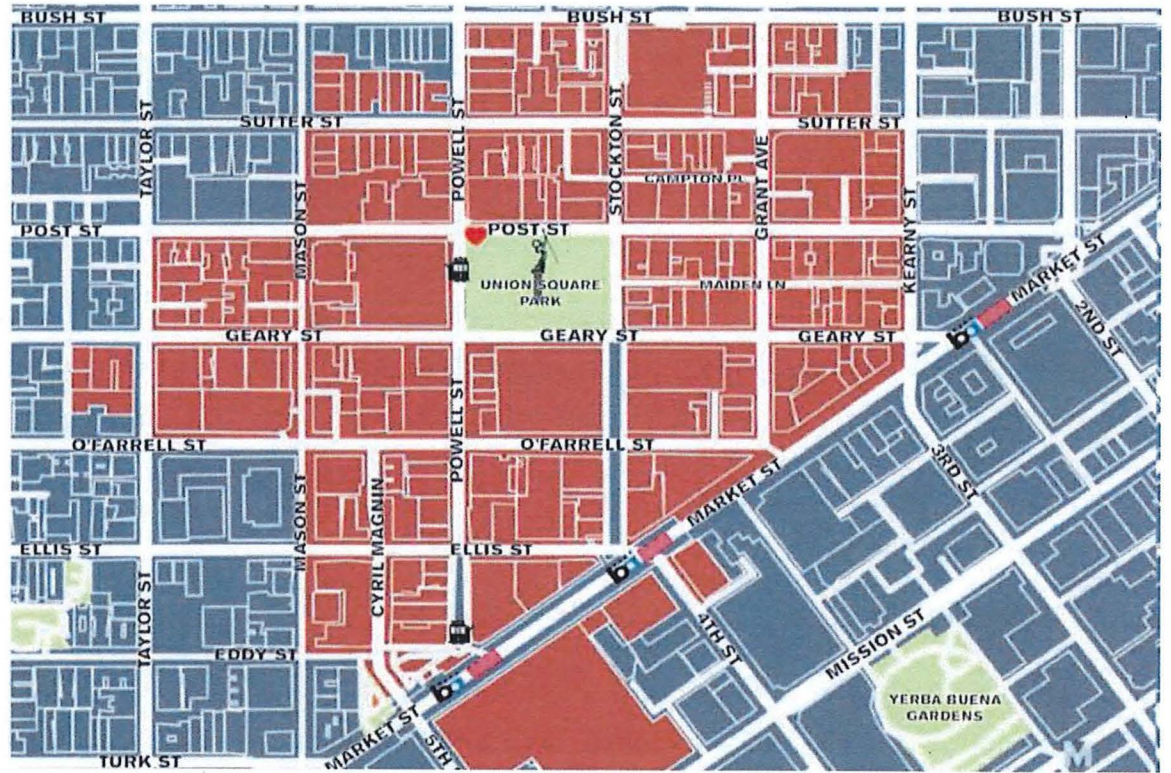 BUSH ST
BUSH ST
BUSH ST
TAYLOR ST
SUTTER ST
POWELL ST
STOCKTON ST
SUTTER ST
CAMPTON PL
GRANT AVE
MASON ST
KEARNY ST
POST ST
POST ST
UNION SQUARE
PARK
MAIDEN LN
MARKET ST
2ND ST
GEARY ST
GEARY ST
GEARY ST
POWELL ST
O'FARRELL ST
O'FARRELL ST
3RD ST
MASON ST
CYRIL MAGNIN
MARKET ST
ELLIS ST
ELLIS ST
TAYLOR ST
4TH ST
MISSION ST
EDDY ST
YERBA BUENA
GARDENS
MARKET ST
5TH
TURK ST
M